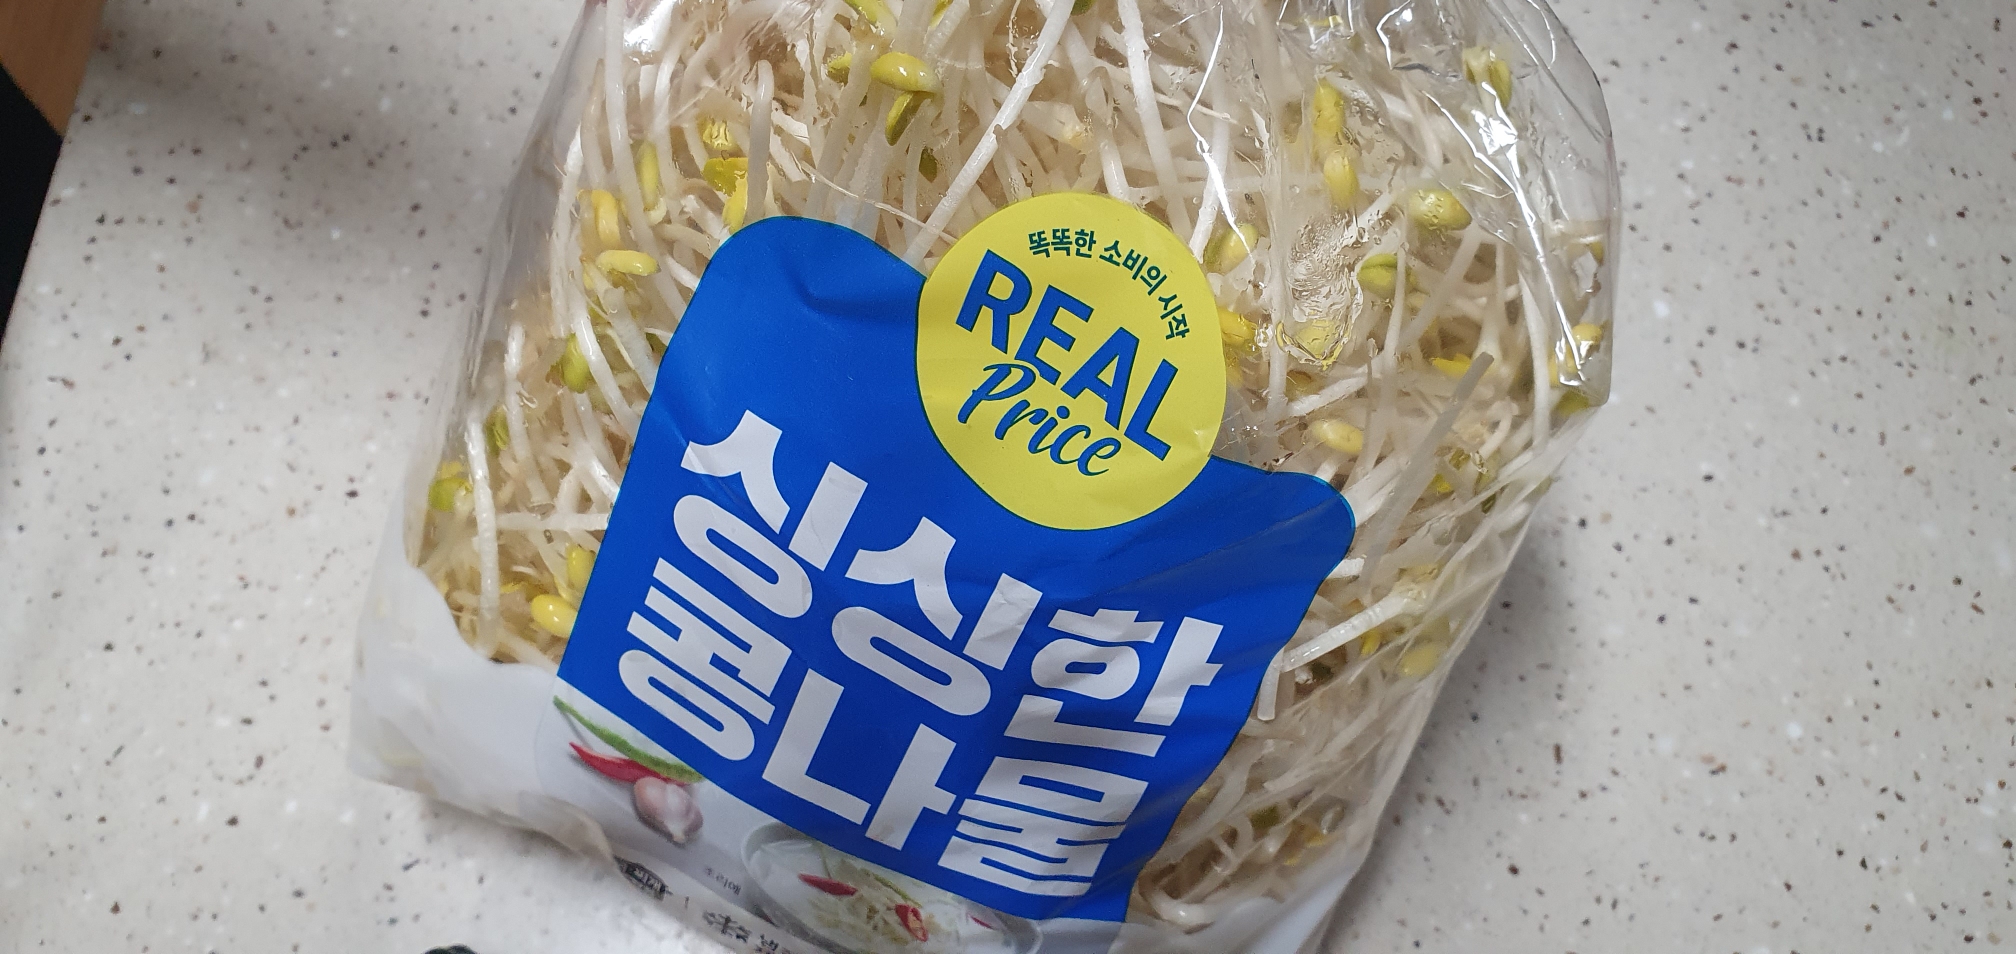 똑똑한 소비의 시작
REAL
Price
싱싱한
콩나물